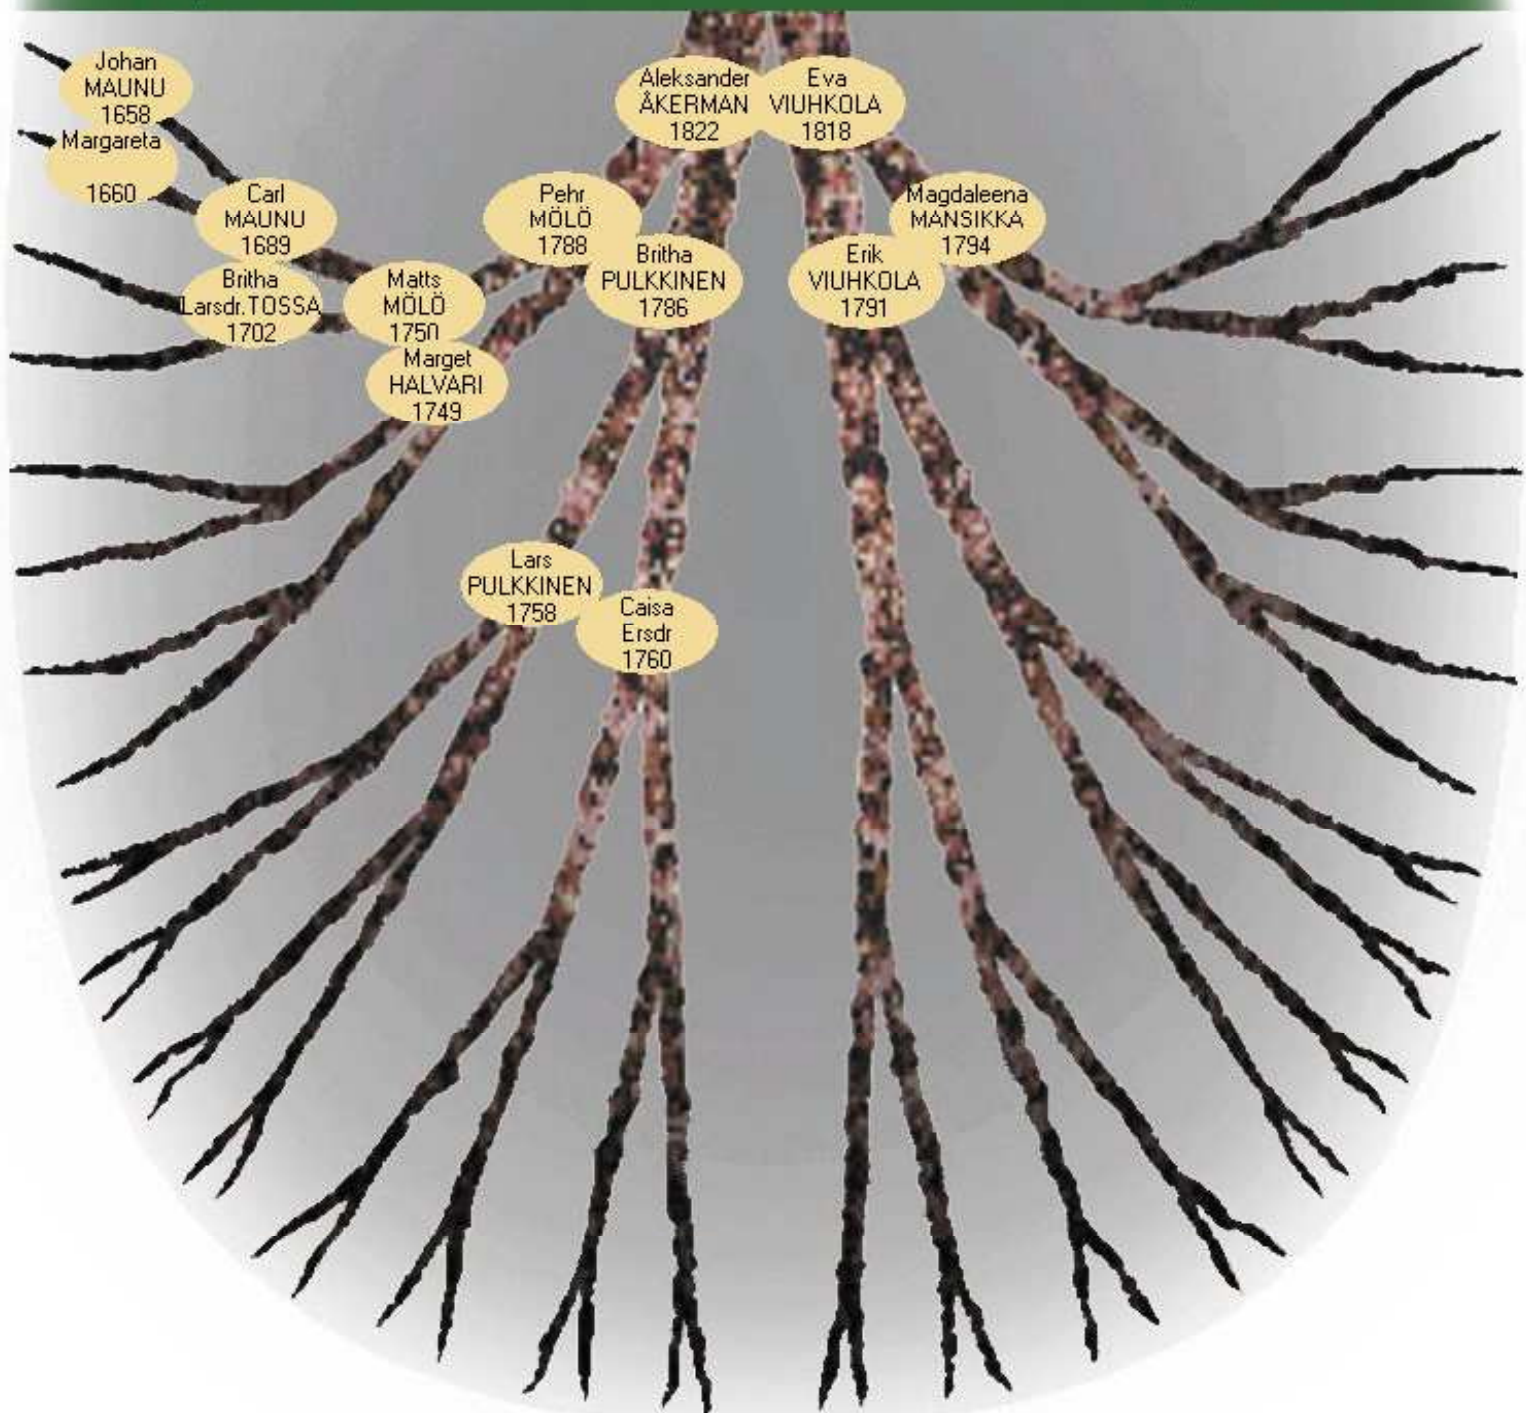 Johan
MAUNU
1658
Margareta
1660
Carl
MAUNU
1689
Britha
Larsdr.TOSSA
1702
Matts
MÖLÖ
1750
Marget
HALVARI
1749
Pehr
MÖLÖ
1788
Britha
PULKKINEN
1786
Aleksander
ÅKERMAN
1822
Eva
VIUHKOLA
1818
Magdaleena
MANSIKKA
1794
Erik
VIUHKOLA
1791
Lars
PULKKINEN
1758
Caisa
Ersdr
1760